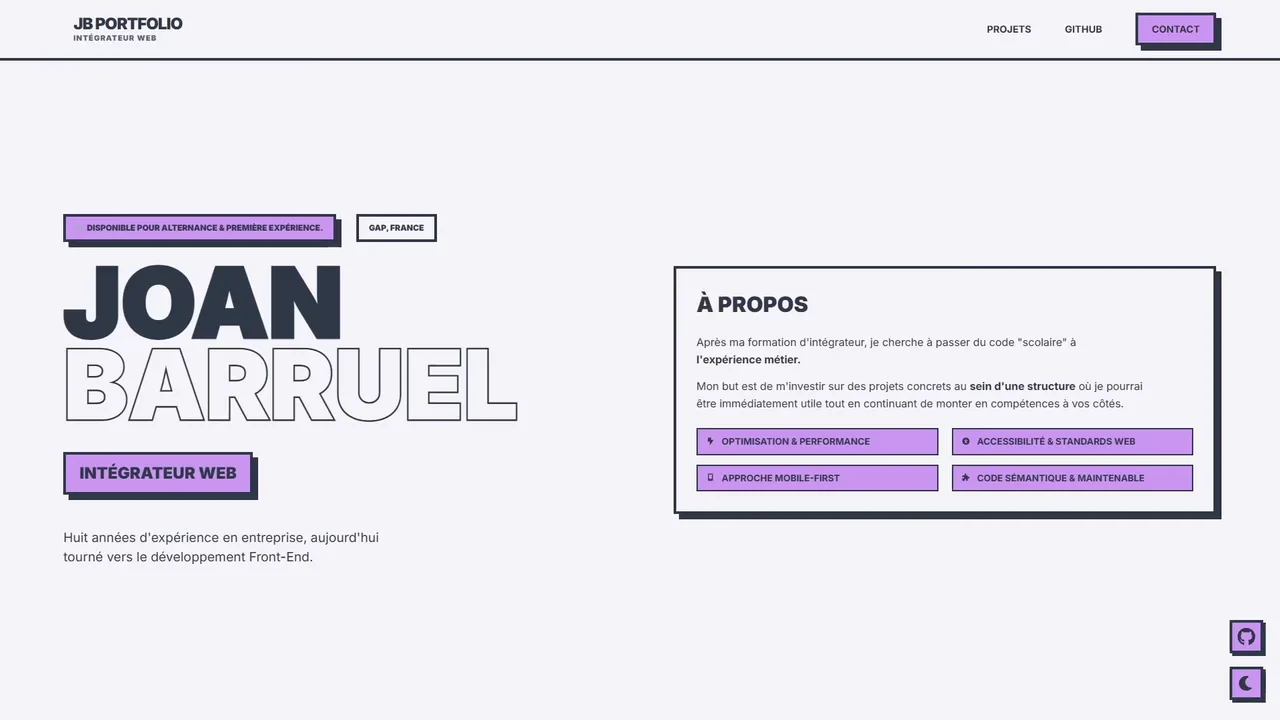 JB PORTFOLIO
INTÉGRATEUR WEB
PROJETS
GITHUB
CONTACT
DISPONIBLE POUR ALTERNANCE & PREMIÈRE EXPÉRIENCE.
GAP, FRANCE
JOAN
BARRUEL
INTÉGRATEUR WEB
Huit années d'expérience en entreprise, aujourd'hui
tourné vers le développement Front-End.
À PROPOS
Après ma formation d'intégrateur, je cherche à passer du code "scolaire" à
l'expérience métier.
Mon but est de m'investir sur des projets concrets au sein d'une structure où je pourrai
être immédiatement utile tout en continuant de monter en compétences à vos côtés.
OPTIMISATION & PERFORMANCE
ACCESSIBILITÉ & STANDARDS WEB
APPROCHE MOBILE-FIRST
CODE SÉMANTIQUE & MAINTENABLE